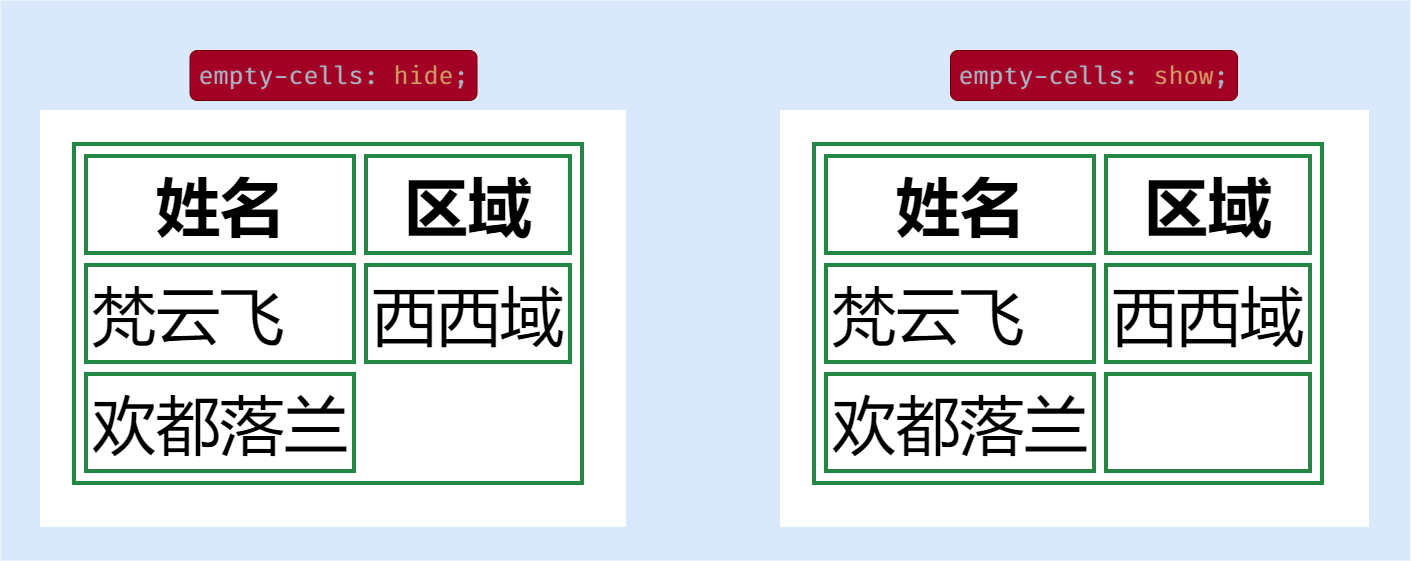 empty-cells: hide;
姓名 区域
梵云飞 西西域
欢都落兰
empty-cells: show;
姓名 区域
梵云飞 西西域
欢都落兰